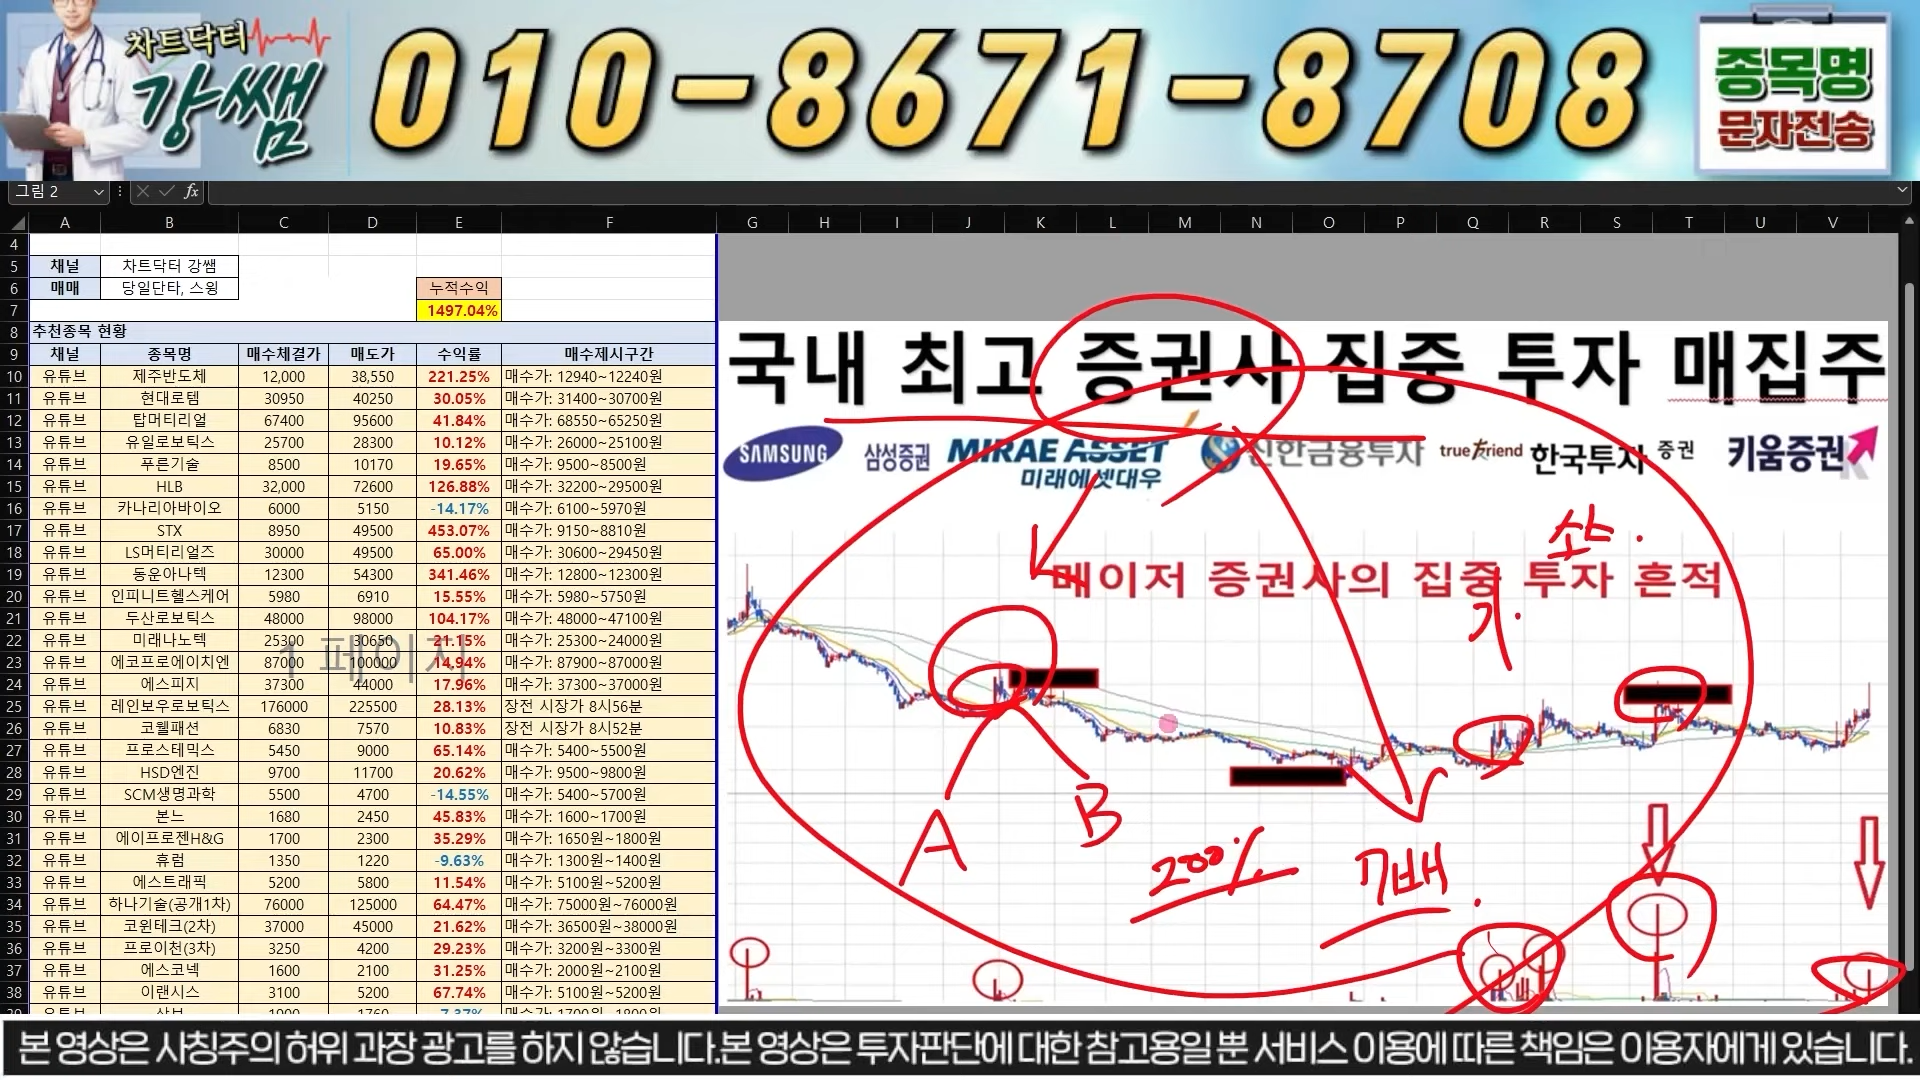 차트닥터
강쌤
010-8671-8708
종목명
문자전송
그림 2
fx
A B C D E F G H I J K L M N O P Q R S T U V
4
5 채널 차트닥터 강쌤
6 매매 당일단타, 스윙 누적수익
7 1497.04%
8 추천종목 현황
9 채널 종목명 매수체결가 매도가 수익률 매수제시구간
10 유튜브 제주반도체 12,000 38,550 221.25% 매수가: 12940~12240원
11 유튜브 현대로템 30950 40250 30.05% 매수가: 31400~30700원
12 유튜브 탑머티리얼 67400 95600 41.84% 매수가: 68550~65250원
13 유튜브 유일로보틱스 25700 28300 10.12% 매수가: 26000~25100원
14 유튜브 푸른기술 8500 10170 19.65% 매수가: 9500~8500원
15 유튜브 HLB 32,000 72600 126.88% 매수가: 32200~29500원
16 유튜브 카나리아바이오 6000 5150 -14.17% 매수가: 6100~5970원
17 유튜브 STX 8950 49500 453.07% 매수가: 9150~8810원
18 유튜브 LS머티리얼즈 30000 49500 65.00% 매수가: 30600~29450원
19 유튜브 동운아나텍 12300 54300 341.46% 매수가: 12800~12300원
20 유튜브 인피니트헬스케어 5980 6910 15.55% 매수가: 5980~5750원
21 유튜브 두산로보틱스 48000 98000 104.17% 매수가: 48000~47100원
22 유튜브 미래나노텍 25300 30650 21.15% 매수가: 25300~24000원
23 유튜브 에코프로에이치엔 87000 100000 14.94% 매수가: 87900~87000원
24 유튜브 에스피지 37300 44000 17.96% 매수가: 37300~37000원
25 유튜브 레인보우로보틱스 176000 225500 28.13% 장전 시장가 8시56분
26 유튜브 코웰패션 6830 7570 10.83% 장전 시장가 8시52분
27 유튜브 프로스테믹스 5450 9000 65.14% 매수가: 5400~5500원
28 유튜브 HSD엔진 9700 11700 20.62% 매수가: 9500~9800원
29 유튜브 SCM생명과학 5500 4700 -14.55% 매수가: 5400~5700원
30 유튜브 본느 1680 2450 45.83% 매수가: 1600~1700원
31 유튜브 에이프로젠H&G 1700 2300 35.29% 매수가: 1650원~1800원
32 유튜브 휴럼 1350 1220 -9.63% 매수가: 1300원~1400원
33 유튜브 에스트래픽 5200 5800 11.54% 매수가: 5100원~5200원
34 유튜브 하나기술(공개1차) 76000 125000 64.47% 매수가: 75000원~76000원
35 유튜브 코윈테크(2차) 37000 45000 21.62% 매수가: 36500원~38000원
36 유튜브 프로이천(3차) 3250 4200 29.23% 매수가: 3200원~3300원
37 유튜브 에스코넥 1600 2100 31.25% 매수가: 2000원~2100원
38 유튜브 이랜시스 3100 5200 67.74% 매수가: 5100원~5200원
1 페이지
국내 최고 증권사 집중 투자 매집주
SAMSUNG 삼성증권 MIRAE ASSET 미래에셋대우 신한금융투자 true friend 한국투자증권 키움증권
메이저 증권사의 집중 투자 흔적
A
B
200%
7배.
본 영상은 사칭주의 허위 과장 광고를 하지 않습니다.본 영상은 투자판단에 대한 참고용일 뿐 서비스 이용에 따른 책임은 이용자에게 있습니다.